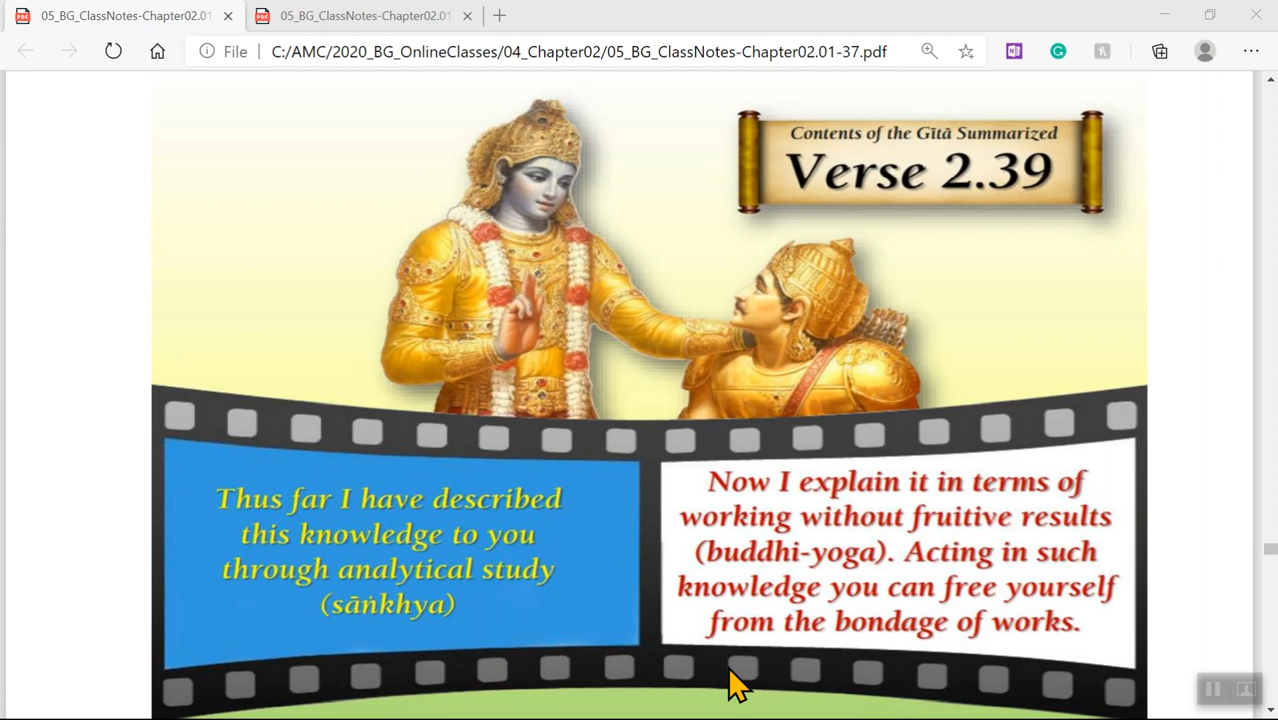 05_BG_ClassNotes-Chapter02.01
05_BG_ClassNotes-Chapter02.01
File
C:/AMC/2020_BG_OnlineClasses/04_Chapter02/05_BG_ClassNotes-Chapter02.01-37.pdf
Contents of the Gītā Summarized
Verse 2.39
Thus far I have described
this knowledge to you
through analytical study
(sāṅkhya)
Now I explain it in terms of
working without fruitive results
(buddhi-yoga). Acting in such
knowledge you can free yourself
from the bondage of works.